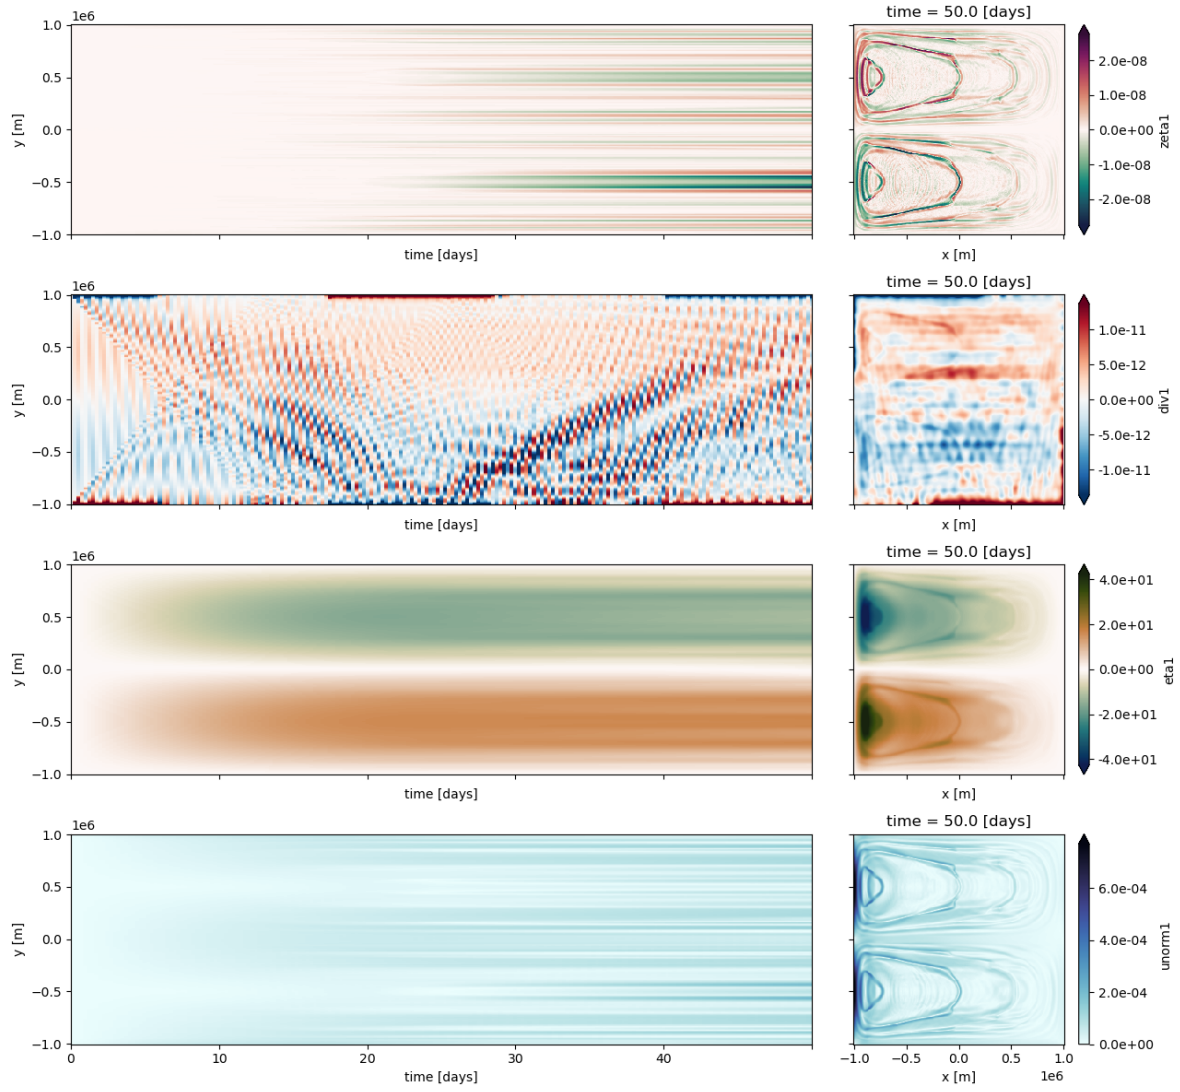 1e6
time = 50.0 [days]
1.0
0.5
0.0
−0.5
−1.0
y [m]
time [days]
x [m]
2.0e-08
1.0e-08
0.0e+00
-1.0e-08
-2.0e-08
zeta1
1e6
time = 50.0 [days]
1.0
0.5
0.0
−0.5
−1.0
y [m]
time [days]
x [m]
1.0e-11
5.0e-12
0.0e+00
-5.0e-12
-1.0e-11
div1
1e6
time = 50.0 [days]
1.0
0.5
0.0
−0.5
−1.0
y [m]
time [days]
x [m]
4.0e+01
2.0e+01
0.0e+00
-2.0e+01
-4.0e+01
eta1
1e6
time = 50.0 [days]
1.0
0.5
0.0
−0.5
−1.0
y [m]
0 10 20 30 40
time [days]
−1.0 −0.5 0.0 0.5 1.0
x [m]
1e6
6.0e-04
4.0e-04
2.0e-04
0.0e+00
unorm1